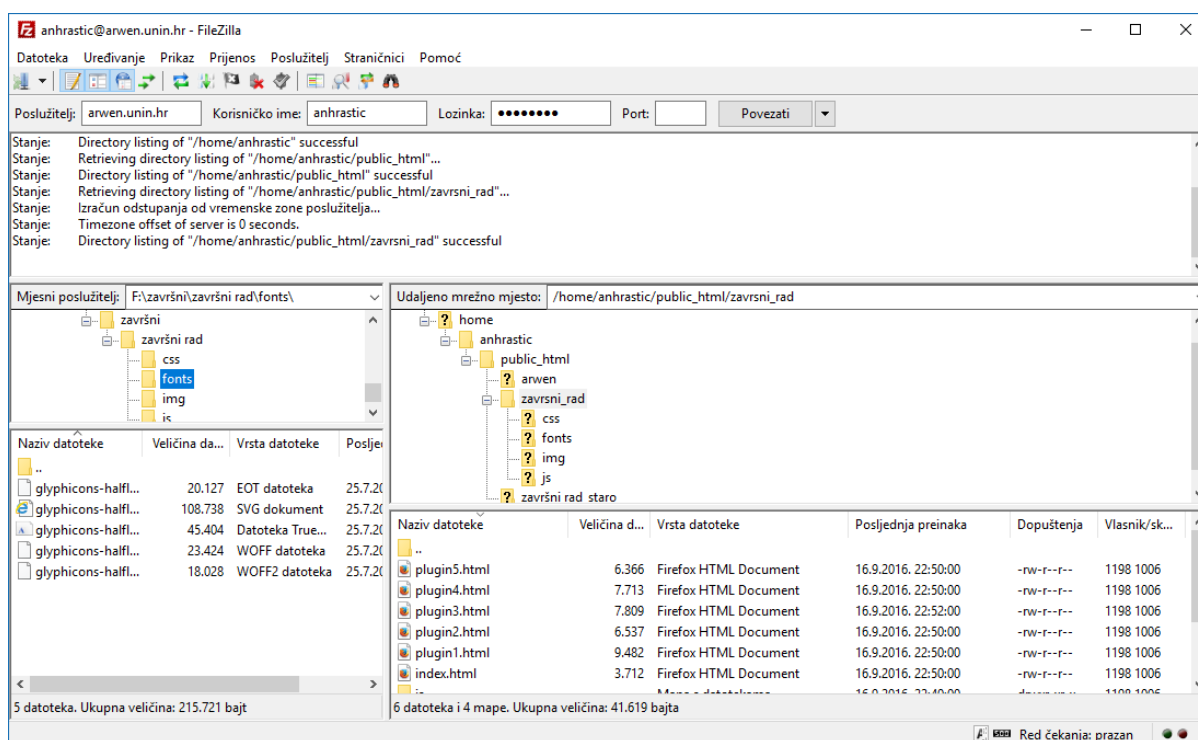 anhrastic@arwen.unin.hr - FileZilla
Datoteka Uređivanje Prikaz Prijenos Poslužitelj Straničnici Pomoć
Poslužitelj: arwen.unin.hr Korisničko ime: anhrastic Lozinka: ●●●●●●●● Port: Povezati
Stanje: Directory listing of "/home/anhrastic" successful
Stanje: Retrieving directory listing of "/home/anhrastic/public_html"...
Stanje: Directory listing of "/home/anhrastic/public_html" successful
Stanje: Retrieving directory listing of "/home/anhrastic/public_html/zavrsni_rad"...
Stanje: Izračun odstupanja od vremenske zone poslužitelja...
Stanje: Timezone offset of server is 0 seconds.
Stanje: Directory listing of "/home/anhrastic/public_html/zavrsni_rad" successful
Mjesni poslužitelj: F:\završni\završni rad\fonts\
završni
završni rad
css
fonts
img
js
Naziv datoteke Veličina da... Vrsta datoteke Posljec
..
glyphicons-halfl... 20.127 EOT datoteka 25.7.20
glyphicons-halfl... 108.738 SVG dokument 25.7.20
glyphicons-halfl... 45.404 Datoteka True... 25.7.20
glyphicons-halfl... 23.424 WOFF datoteka 25.7.20
glyphicons-halfl... 18.028 WOFF2 datoteka 25.7.20
5 datoteka. Ukupna veličina: 215.721 bajt
Udaljeno mrežno mjesto: /home/anhrastic/public_html/zavrsni_rad
home
anhrastic
public_html
arwen
zavrsni_rad
css
fonts
img
js
završni rad staro
Naziv datoteke Veličina d... Vrsta datoteke Posljednja preinaka Dopuštenja Vlasnik/sk...
..
plugin5.html 6.366 Firefox HTML Document 16.9.2016. 22:50:00 -rw-r--r-- 1198 1006
plugin4.html 7.713 Firefox HTML Document 16.9.2016. 22:50:00 -rw-r--r-- 1198 1006
plugin3.html 7.809 Firefox HTML Document 16.9.2016. 22:52:00 -rw-r--r-- 1198 1006
plugin2.html 6.537 Firefox HTML Document 16.9.2016. 22:50:00 -rw-r--r-- 1198 1006
plugin1.html 9.482 Firefox HTML Document 16.9.2016. 22:50:00 -rw-r--r-- 1198 1006
index.html 3.712 Firefox HTML Document 16.9.2016. 22:50:00 -rw-r--r-- 1198 1006
6 datoteka i 4 mape. Ukupna veličina: 41.619 bajta
Red čekanja: prazan